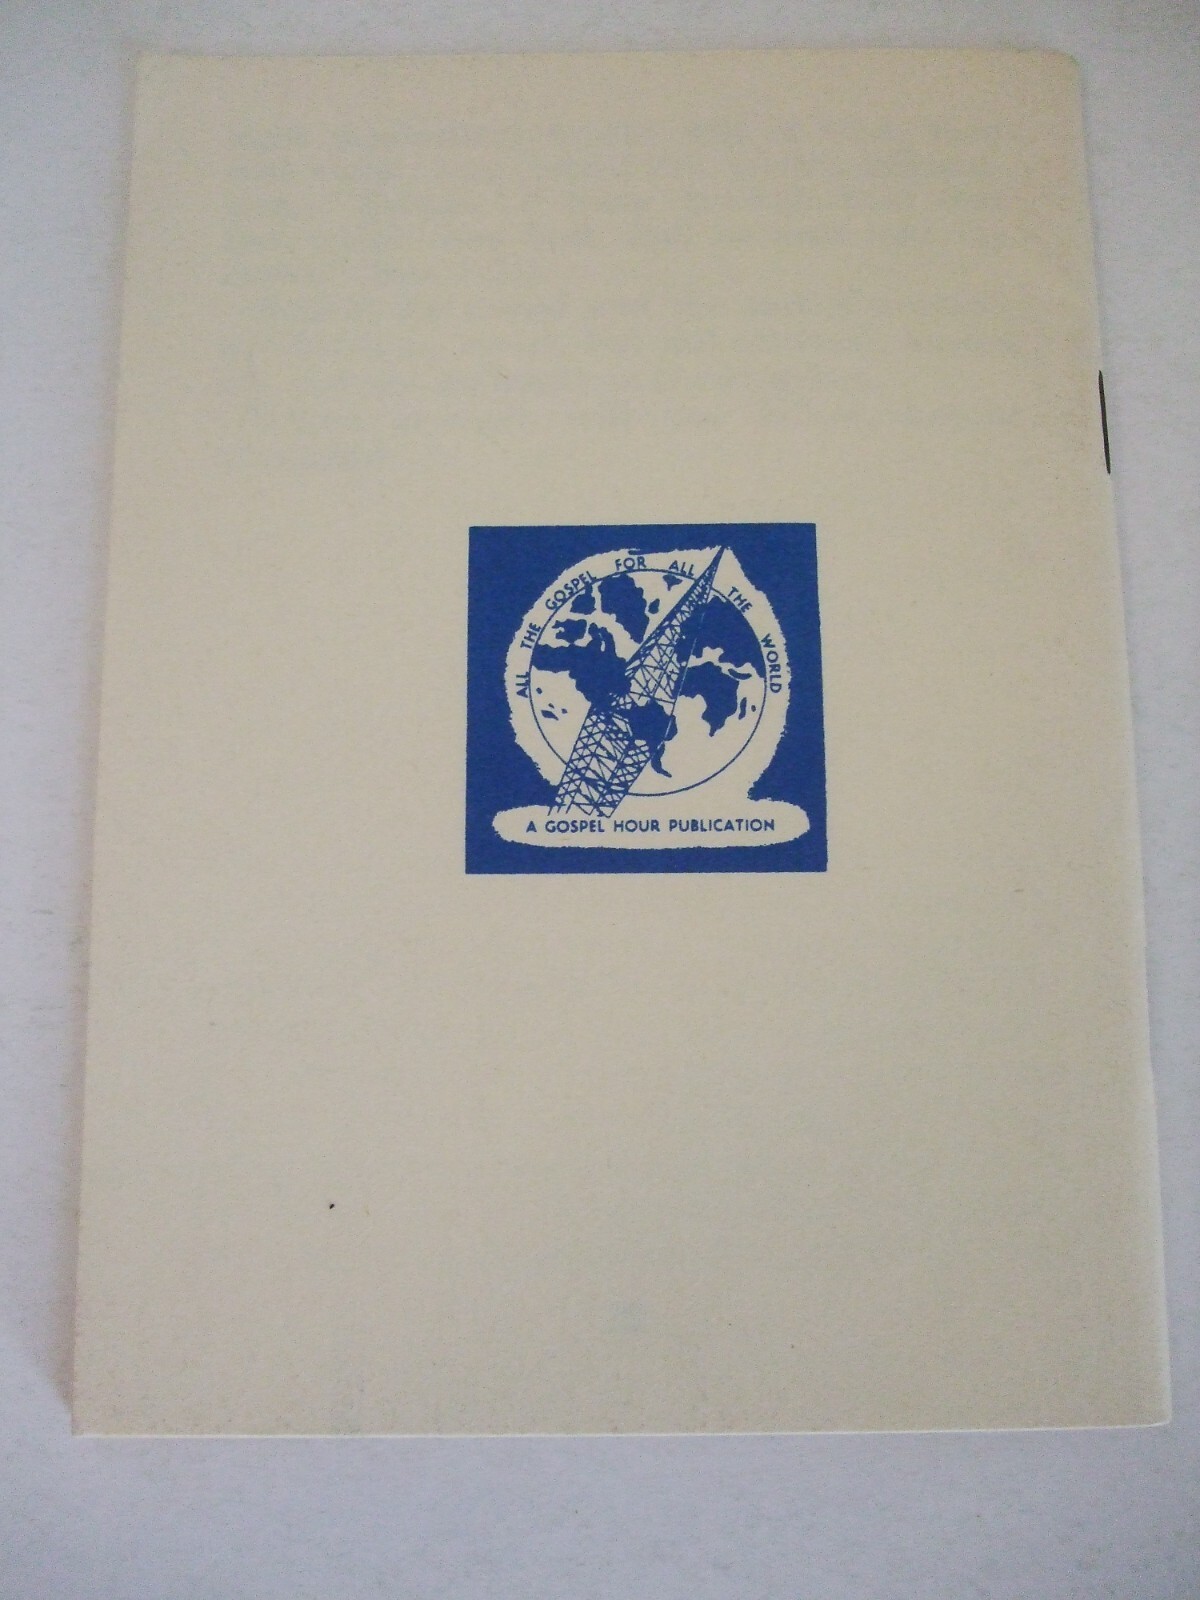 ALL THE GOSPEL FOR ALL THE WORLD
A GOSPEL HOUR PUBLICATION